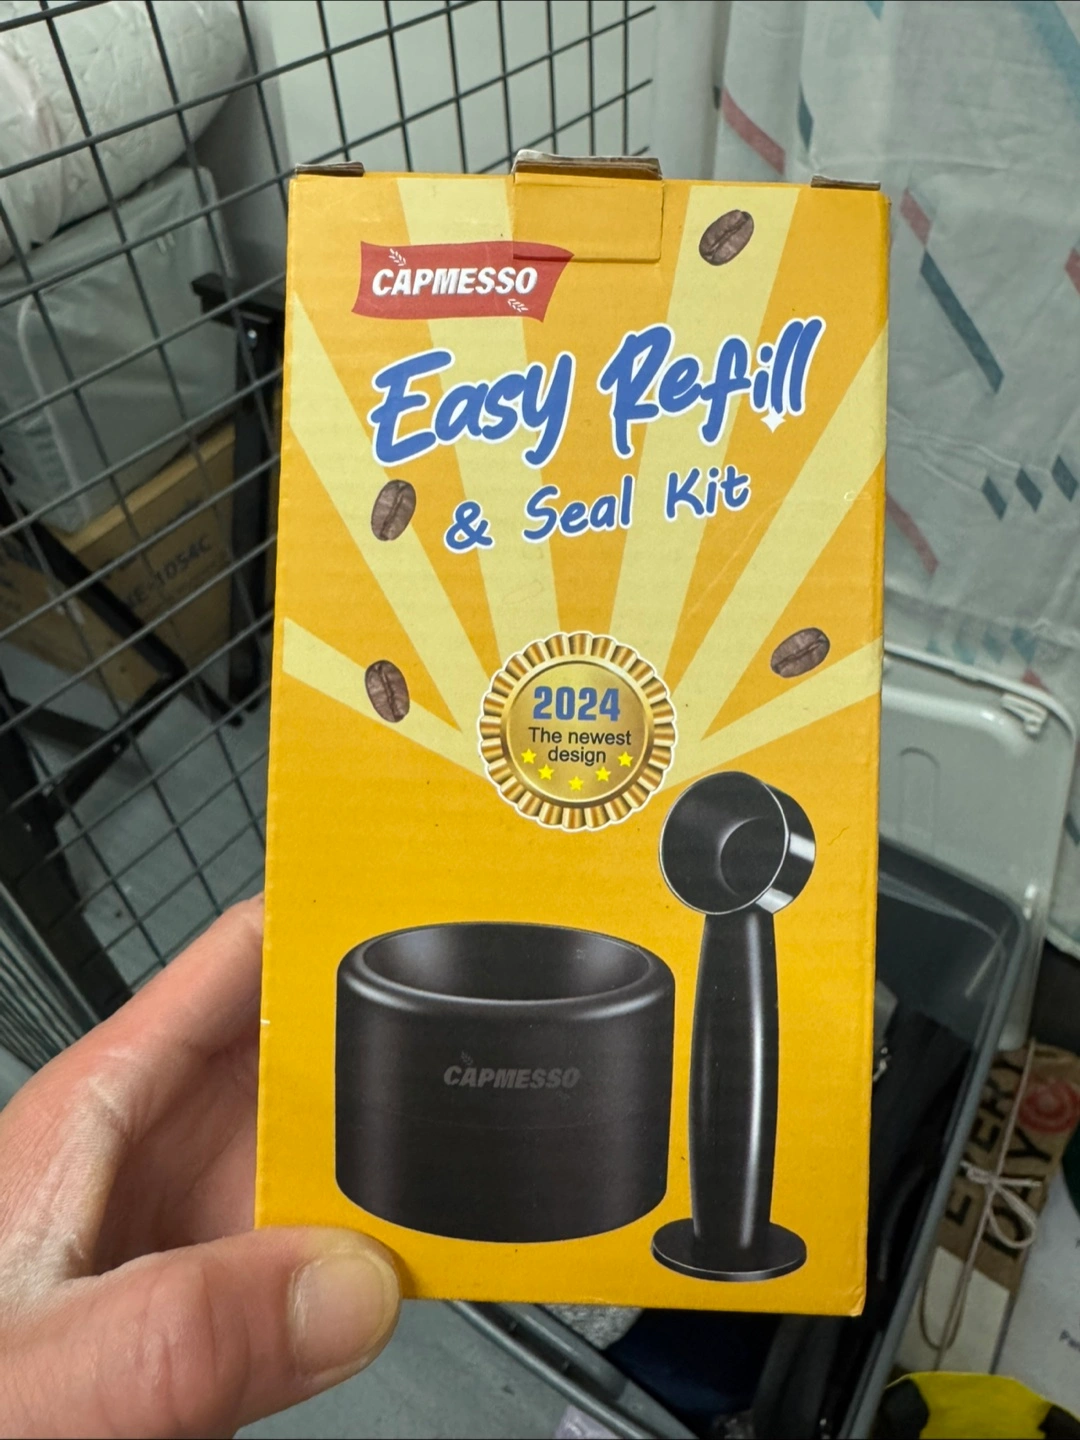 CAPMESSO
Easy Refill
& Seal Kit
2024
The newest
design
CAPMESSO